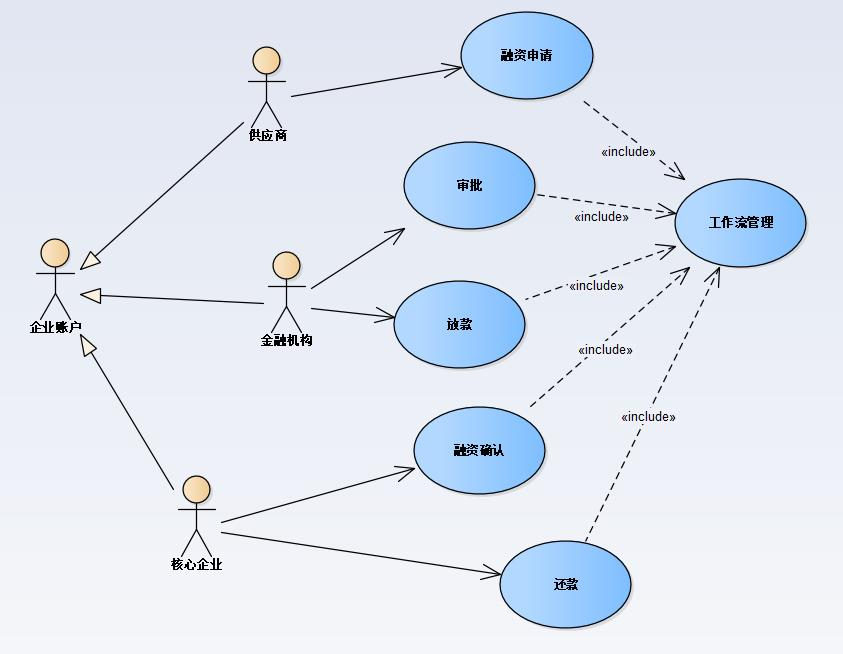 融资申请
供应商
«include»
审批
«include»
工作流管理
企业账户
金融机构
«include»
放款
«include»
融资确认
«include»
核心企业
还款